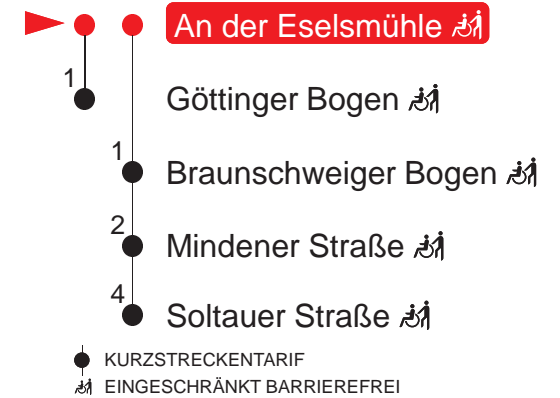 An der Eselsmühle
1 Göttinger Bogen
1 Braunschweiger Bogen
2 Mindener Straße
4 Soltauer Straße
KURZSTRECKENTARIF
EINGESCHRÄNKT BARRIEREFREI